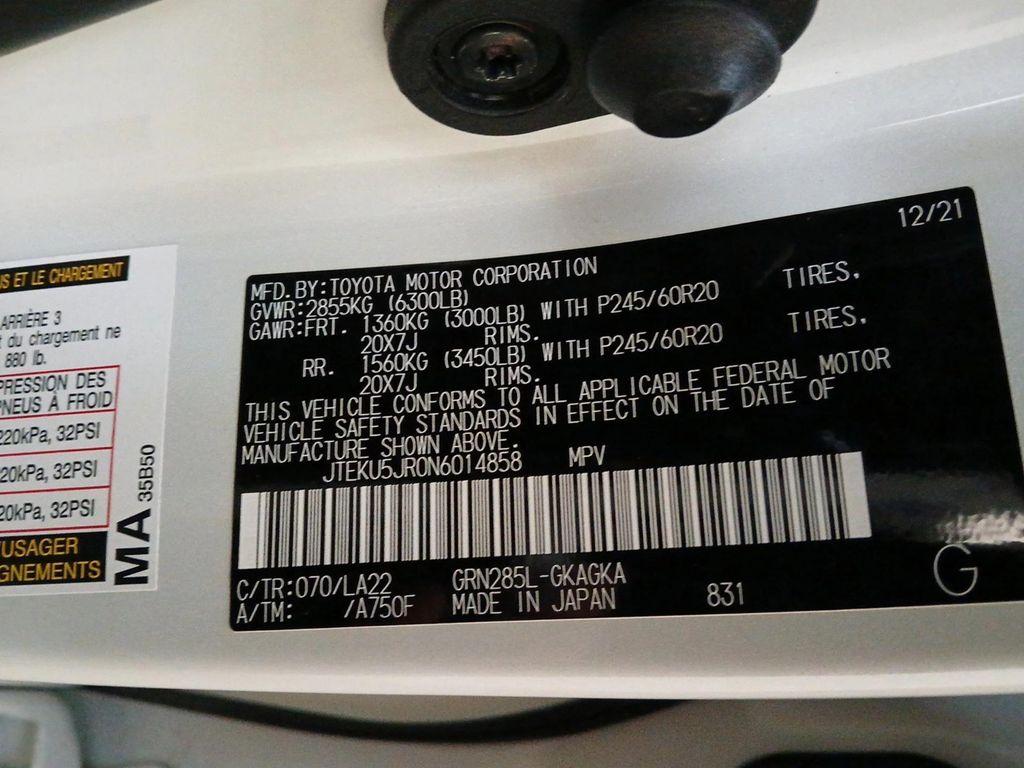 S ET LE CHARGEMENT
ARRIÈRE 3
du chargement ne
880 lb.
PRESSION DES
PNEUS À FROID
220kPa, 32PSI
20kPa, 32PSI
20kPa, 32PSI
USAGER
GNEMENTS
MA 35B50
12/21
MFD.BY:TOYOTA MOTOR CORPORATION
GVWR:2855KG (6300LB)
GAWR:FRT. 1360KG (3000LB) WITH P245/60R20 TIRES,
20X7J RIMS.
RR. 1560KG (3450LB) WITH P245/60R20 TIRES,
20X7J RIMS.
THIS VEHICLE CONFORMS TO ALL APPLICABLE FEDERAL MOTOR
VEHICLE SAFETY STANDARDS IN EFFECT ON THE DATE OF
MANUFACTURE SHOWN ABOVE.
JTEKU5JR0N6014858 MPV
C/TR:070/LA22 GRN285L-GKAGKA
A/TM: /A750F MADE IN JAPAN 831
G